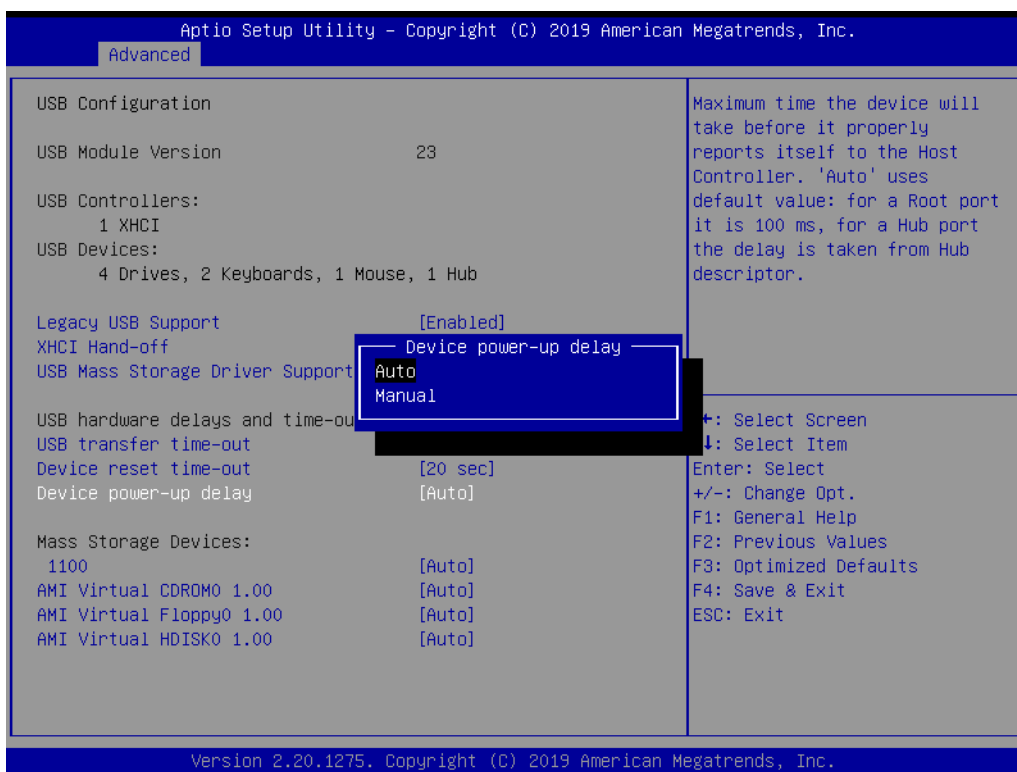 Aptio Setup Utility – Copyright (C) 2019 American Megatrends, Inc.
Advanced
USB Configuration
USB Module Version 23
USB Controllers:
1 XHCI
USB Devices:
4 Drives, 2 Keyboards, 1 Mouse, 1 Hub
Legacy USB Support [Enabled]
XHCI Hand-off
USB Mass Storage Driver Support
USB hardware delays and time-ou
USB transfer time-out
Device reset time-out [20 sec]
Device power-up delay [Auto]
Mass Storage Devices:
1100 [Auto]
AMI Virtual CDROM0 1.00 [Auto]
AMI Virtual Floppy0 1.00 [Auto]
AMI Virtual HDISK0 1.00 [Auto]
Device power-up delay
Auto
Manual
Maximum time the device will
take before it properly
reports itself to the Host
Controller. 'Auto' uses
default value: for a Root port
it is 100 ms, for a Hub port
the delay is taken from Hub
descriptor.
: Select Screen
: Select Item
Enter: Select
+/-: Change Opt.
F1: General Help
F2: Previous Values
F3: Optimized Defaults
F4: Save & Exit
ESC: Exit
Version 2.20.1275. Copyright (C) 2019 American Megatrends, Inc.